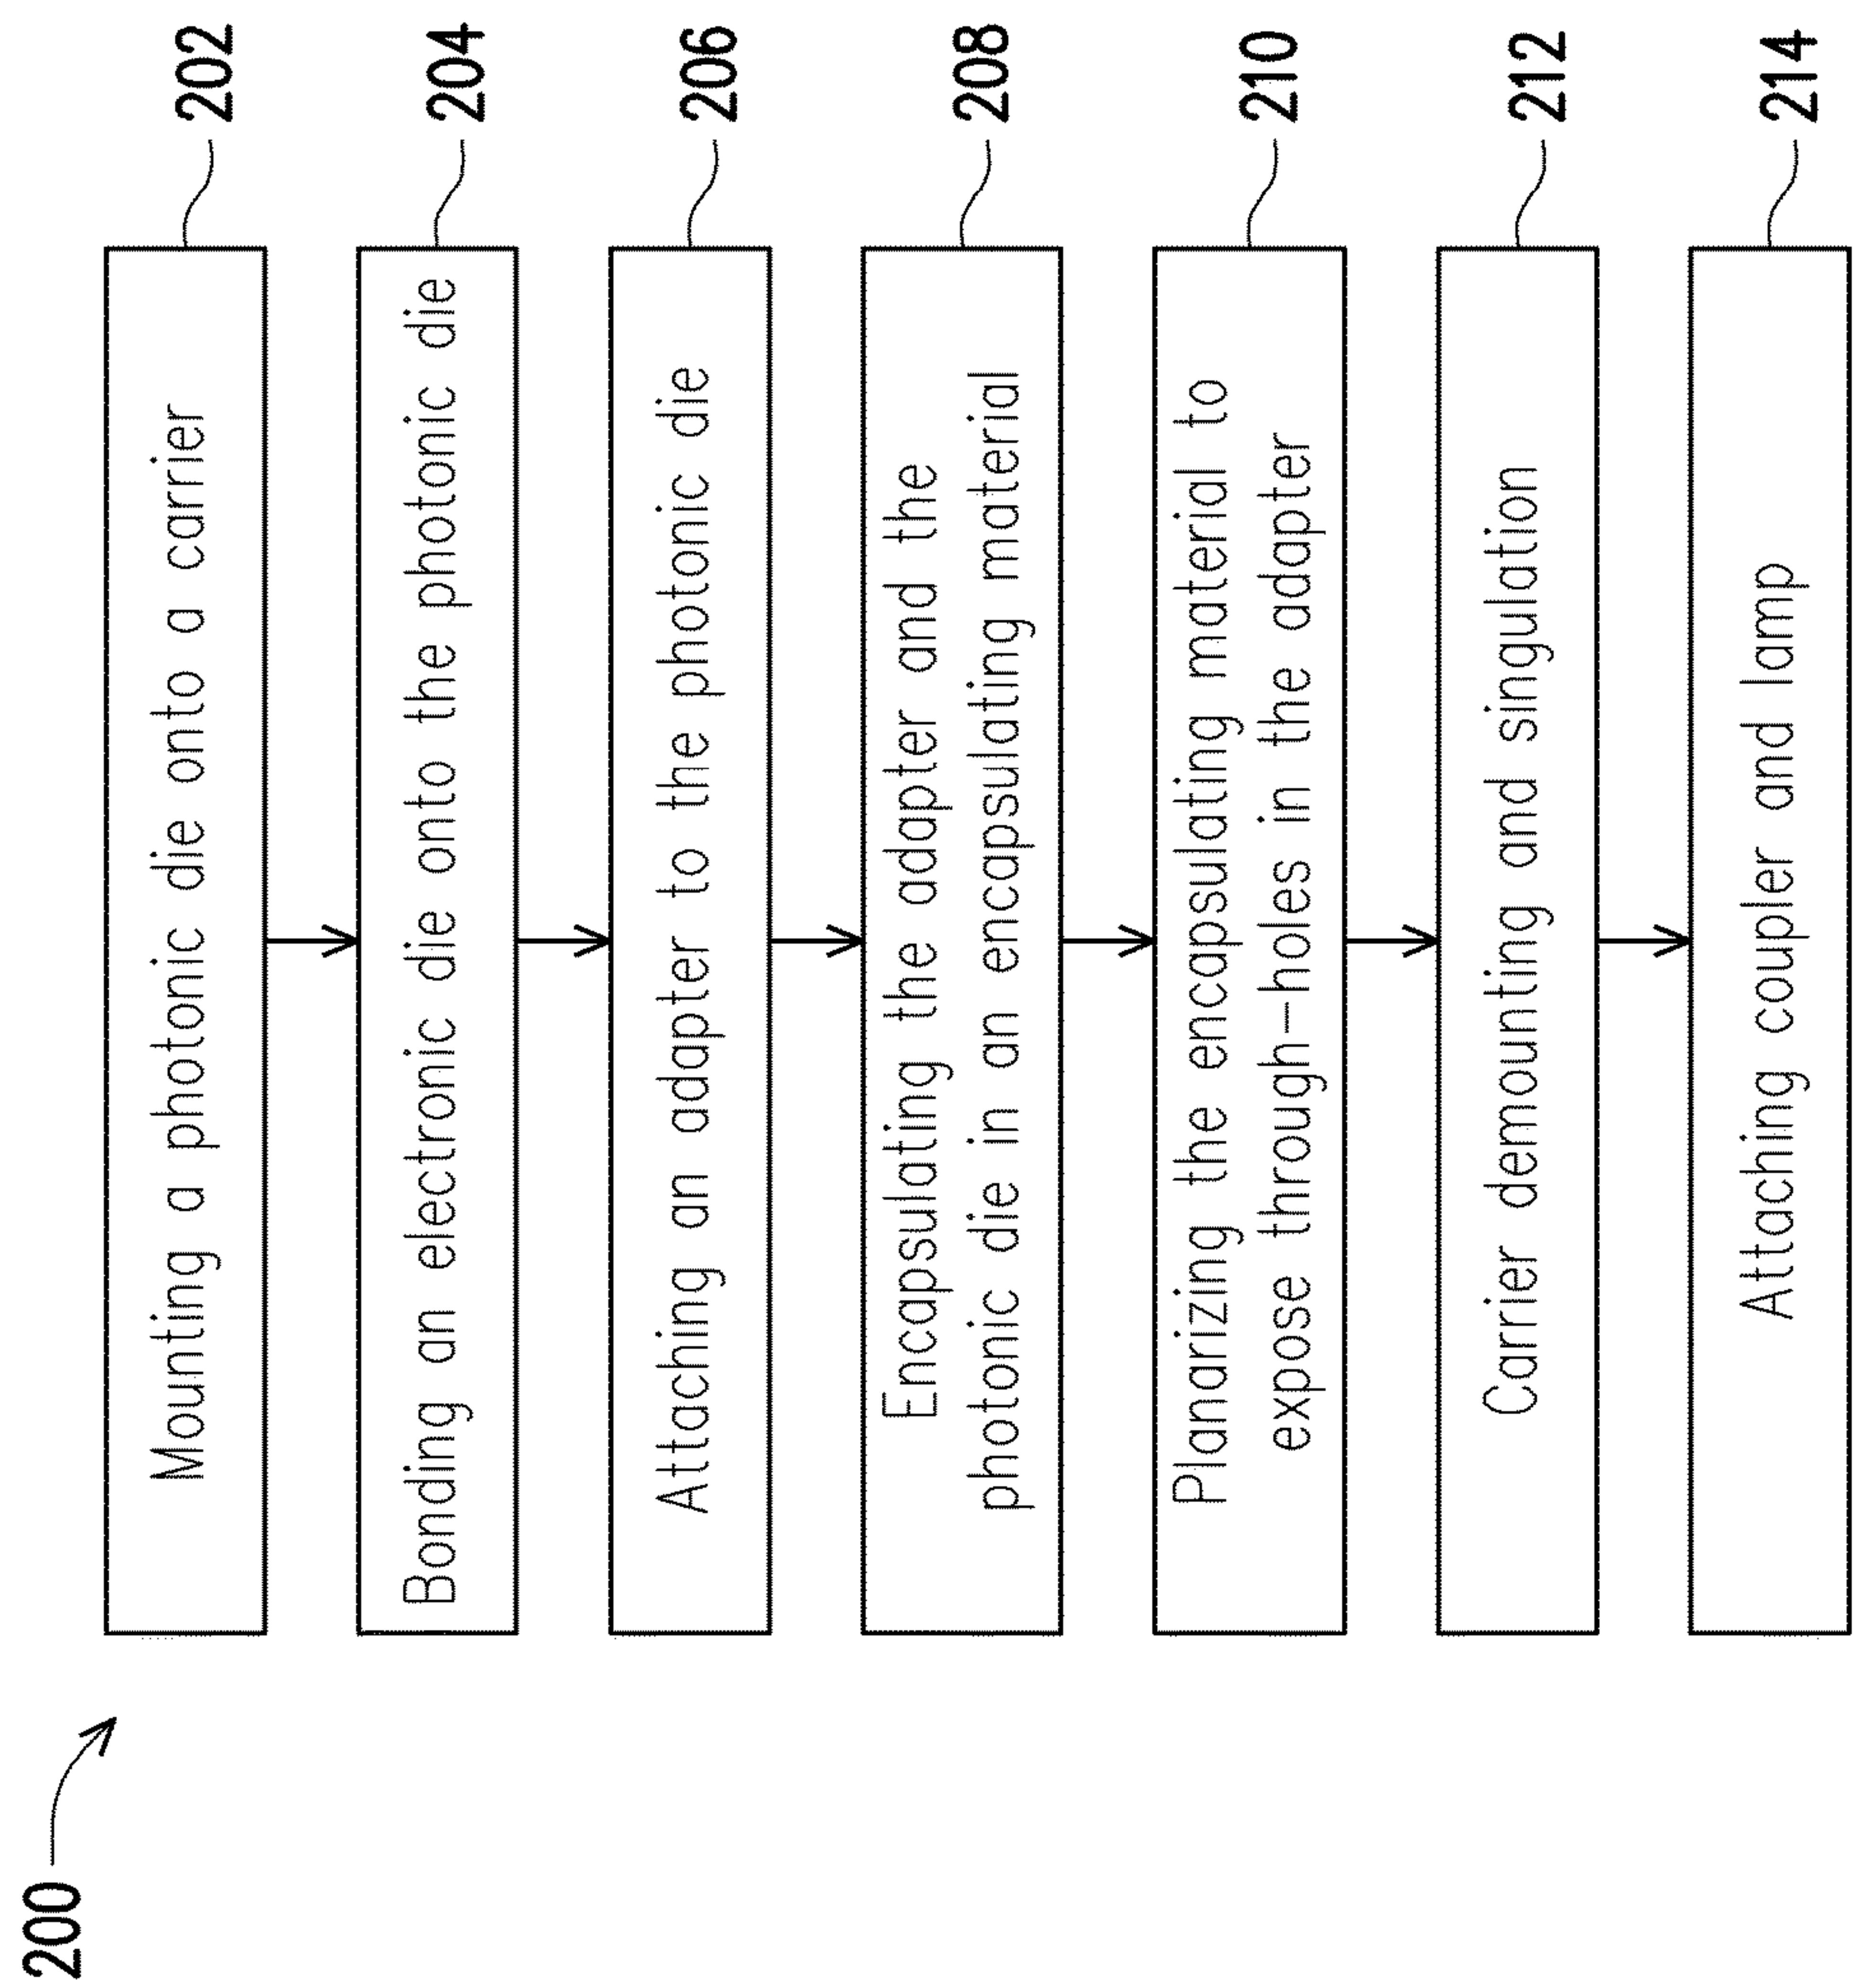 200
Mounting a photonic die onto a carrier
202
Bonding an electronic die onto the photonic die
204
Attaching an adapter to the photonic die
206
Encapsulating the adapter and the
photonic die in an encapsulating material
208
Planarizing the encapsulating material to
expose through-holes in the adapter
210
Carrier demounting and singulation
212
Attaching coupler and lamp
214